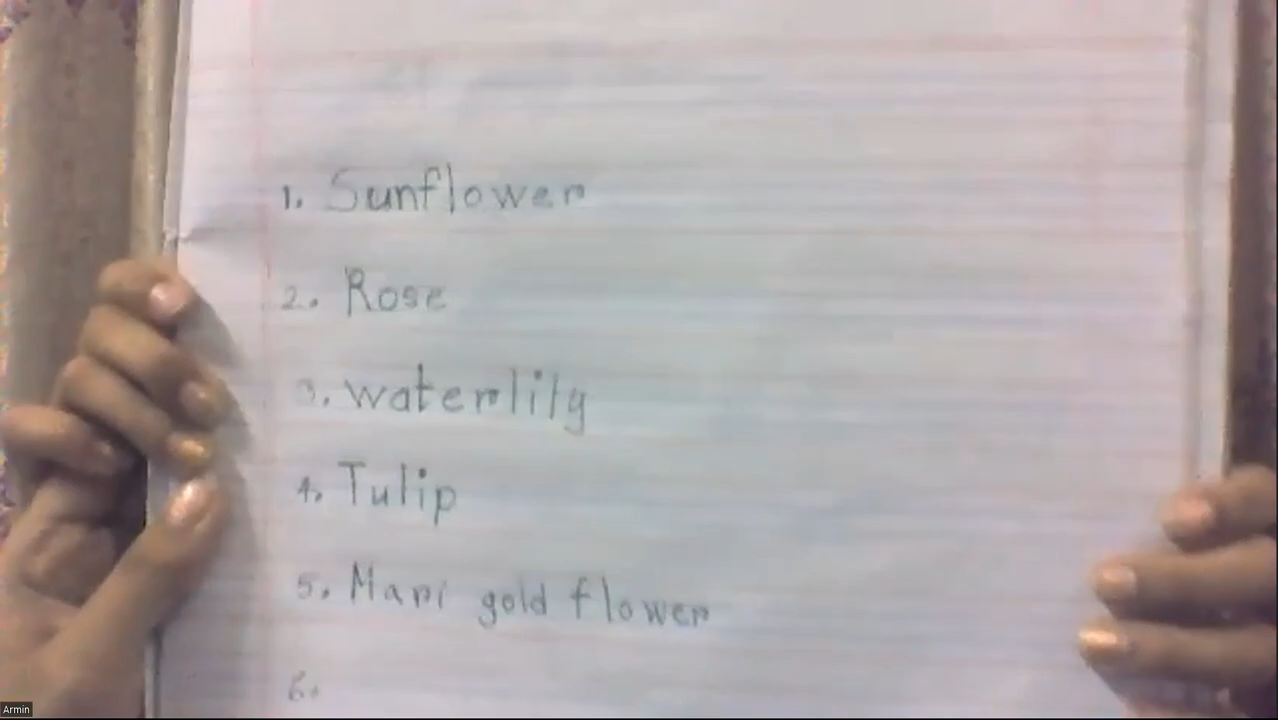 1. Sunflower
2. Rose
3. waterlily
4. Tulip
5. Mari gold flower
6.
Armin